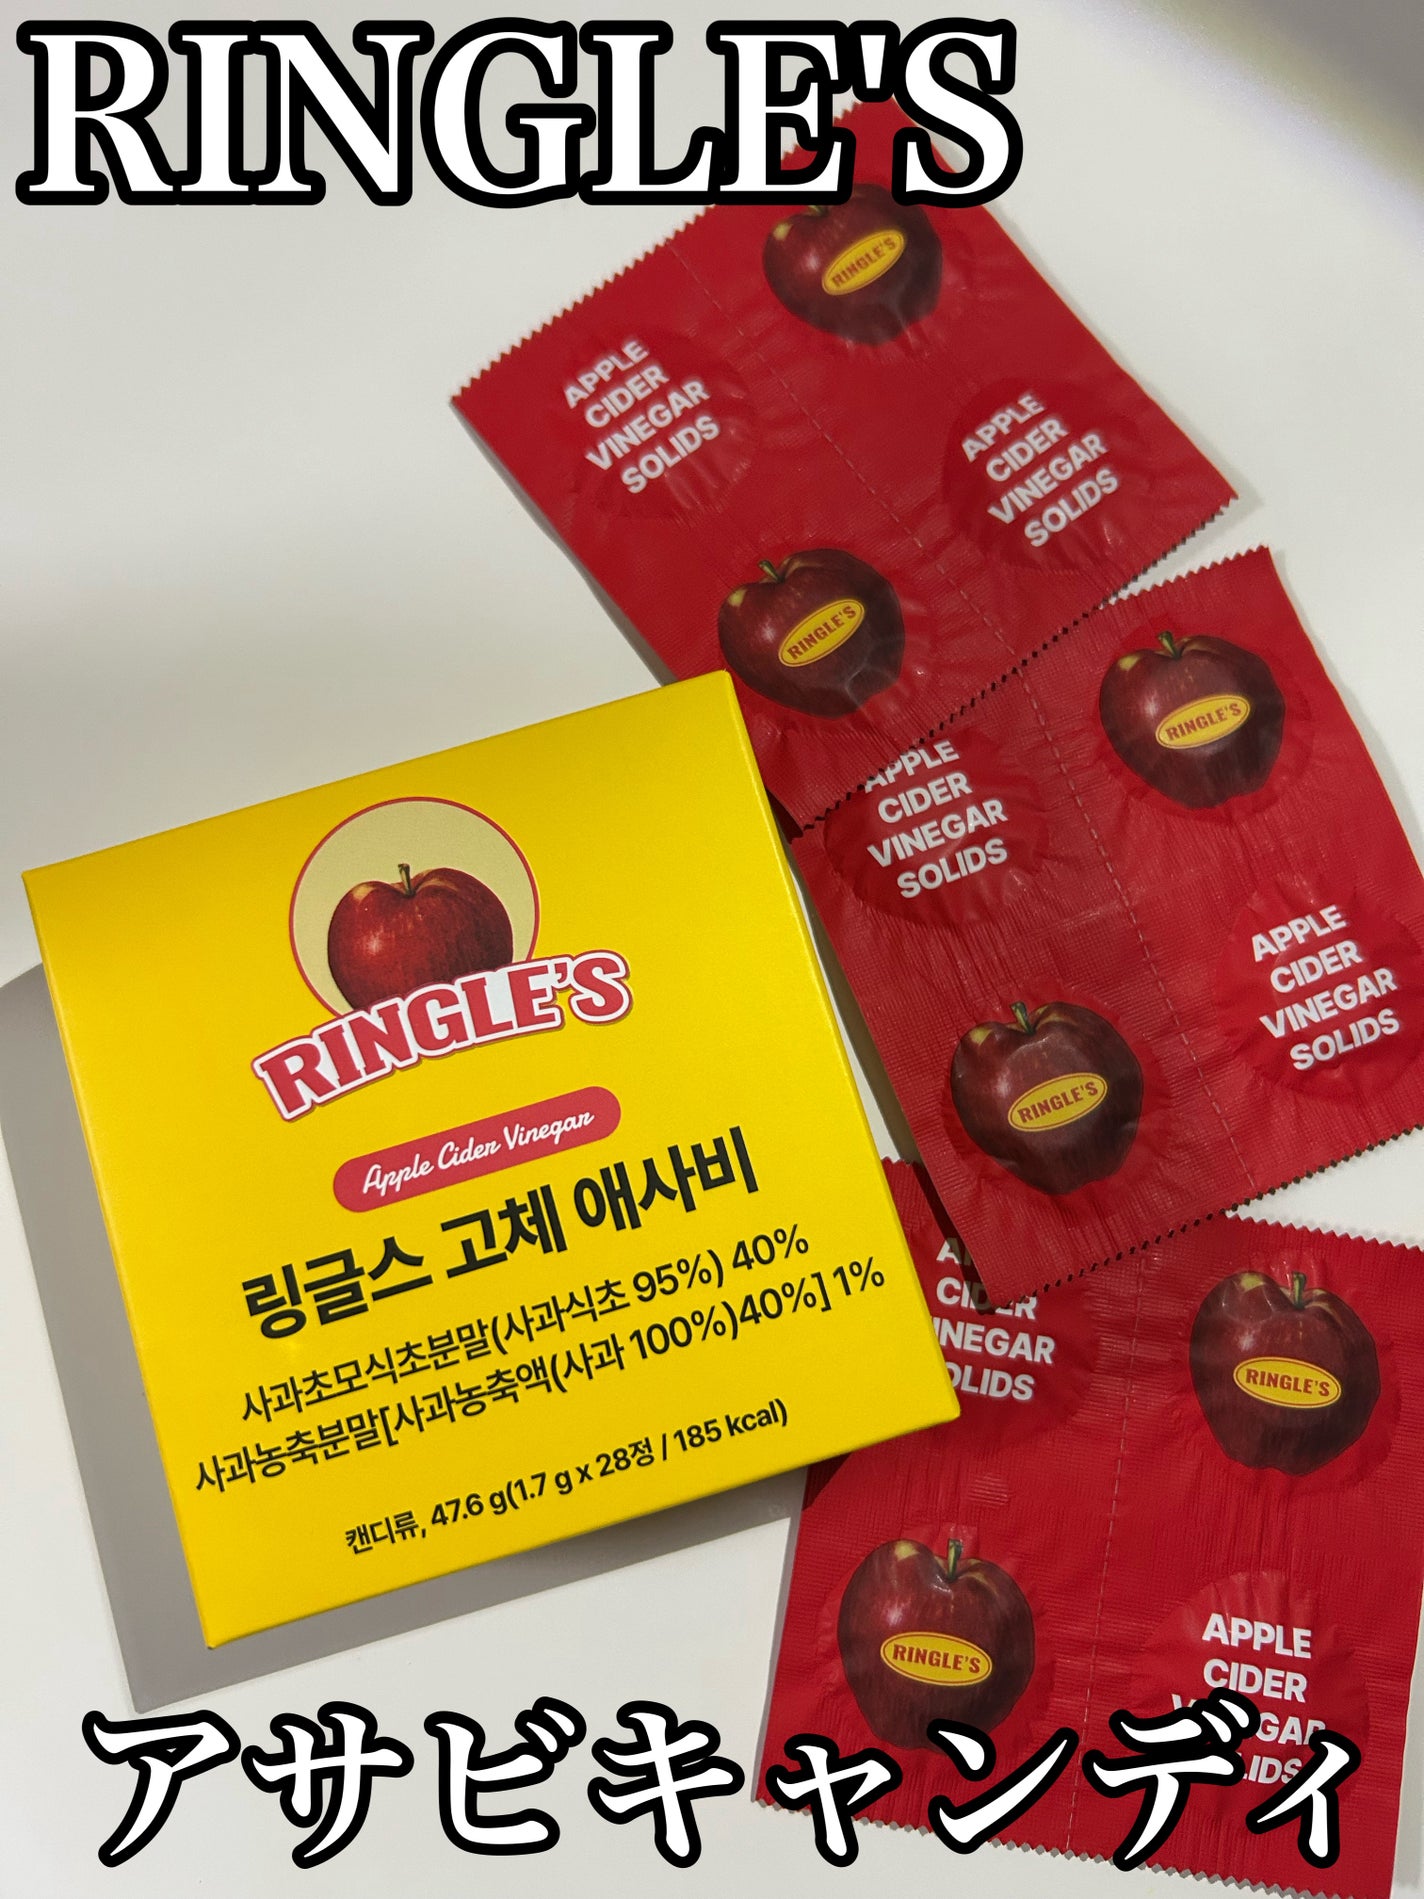 RINGLE'S
RINGLE'S
APPLE
CIDER
VINEGAR
SOLIDS
APPLE
CIDER
VINEGAR
SOLIDS
RINGLE'S
RINGLE'S
APPLE
CIDER
VINEGAR
SOLIDS
APPLE
CIDER
VINEGAR
SOLIDS
RINGLE'S
RINGLE'S
Apple Cider Vinegar
링글스 고체 애사비
사과초모식초분말(사과식초 95%) 40%
사과농축분말[사과농축액(사과 100%)40%] 1%
캔디류, 47.6 g(1.7 g x 28정 / 185 kcal)
RINGLE'S
RINGLE'S
APPLE
CIDER
アサビキャンディ